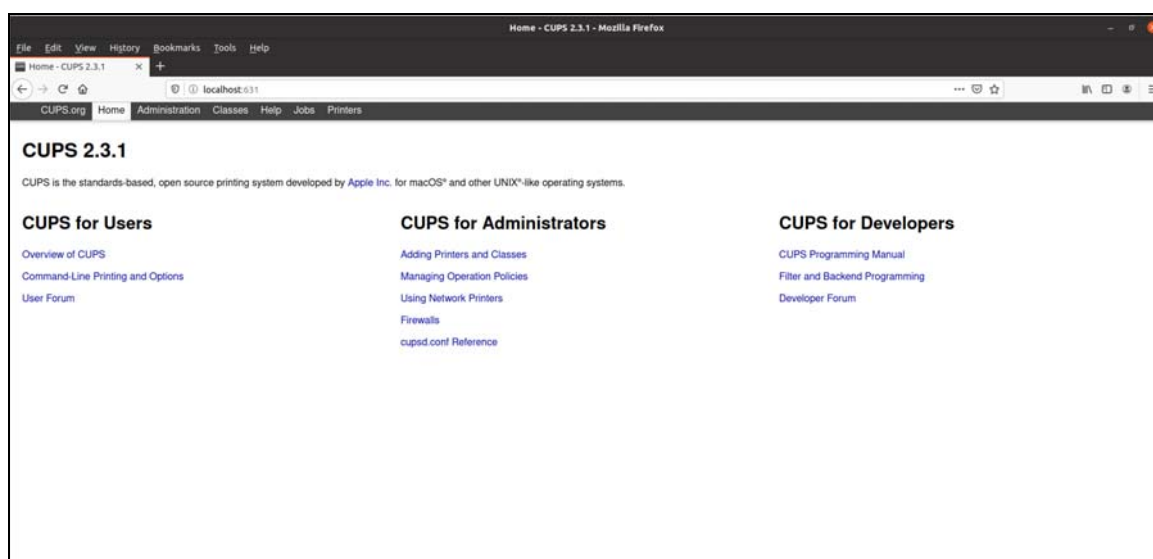 Home - CUPS 2.3.1 - Mozilla Firefox
File Edit View History Bookmarks Tools Help
Home - CUPS 2.3.1
localhost:631
CUPS.org Home Administration Classes Help Jobs Printers
CUPS 2.3.1
CUPS is the standards-based, open source printing system developed by Apple Inc. for macOS® and other UNIX®-like operating systems.
CUPS for Users
Overview of CUPS
Command-Line Printing and Options
User Forum
CUPS for Administrators
Adding Printers and Classes
Managing Operation Policies
Using Network Printers
Firewalls
cupsd.conf Reference
CUPS for Developers
CUPS Programming Manual
Filter and Backend Programming
Developer Forum